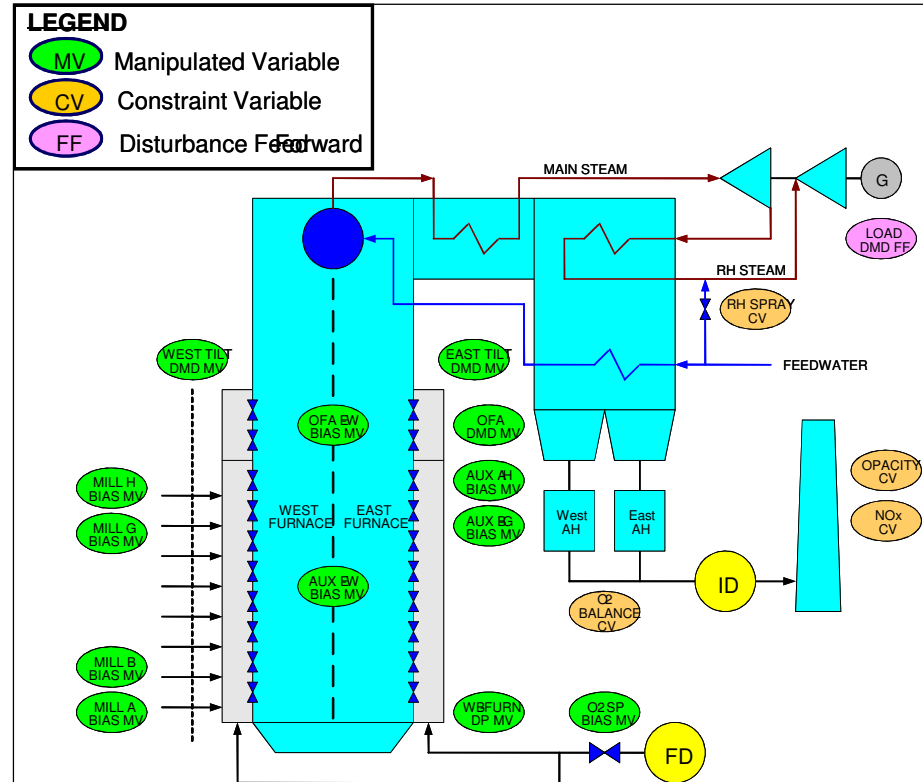 LEGEND
MV Manipulated Variable
CV Constraint Variable
FF Disturbance Feed Forward
MAIN STEAM
G
LOAD
DMD FF
RH STEAM
RH SPRAY
CV
WEST TILT
DMD MV
EAST TILT
DMD MV
FEEDWATER
OFA EW
BIAS MV
OFA
DMD MV
MILL H
BIAS MV
AUX AH
BIAS MV
OPACITY
CV
MILL G
BIAS MV
WEST
FURNACE
EAST
FURNACE
AUX BG
BIAS MV
West
AH
East
AH
NOx
CV
AUX EW
BIAS MV
ID
O2
BALANCE
CV
MILL B
BIAS MV
MILL A
BIAS MV
WB-FURN
DP MV
O2 SP
BIAS MV
FD